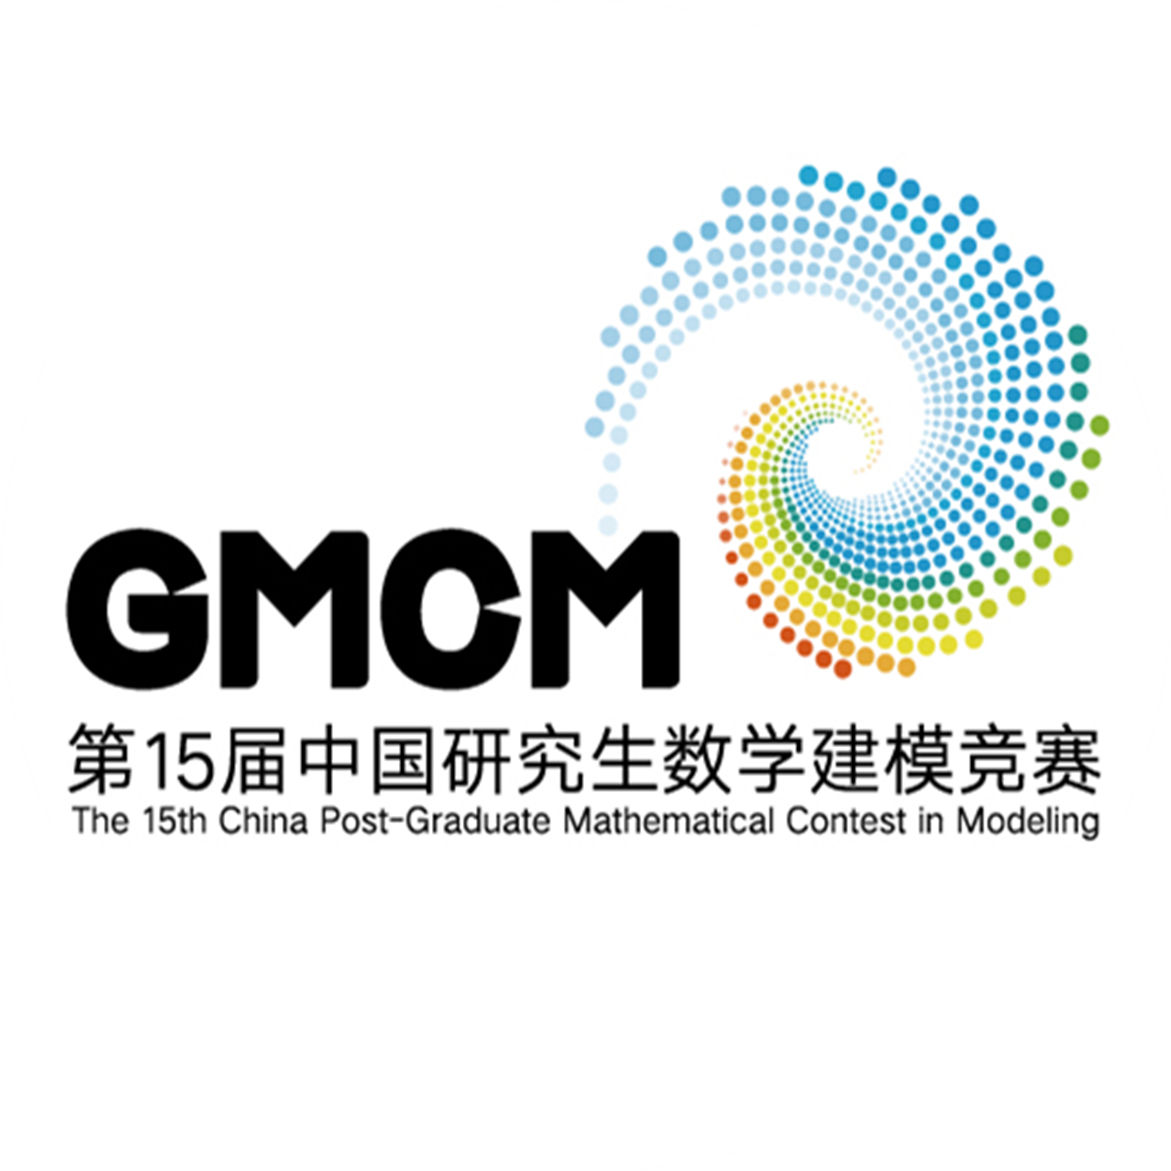 GMCM
第15届中国研究生数学建模竞赛
The 15th China Post-Graduate Mathematical Contest in Modeling